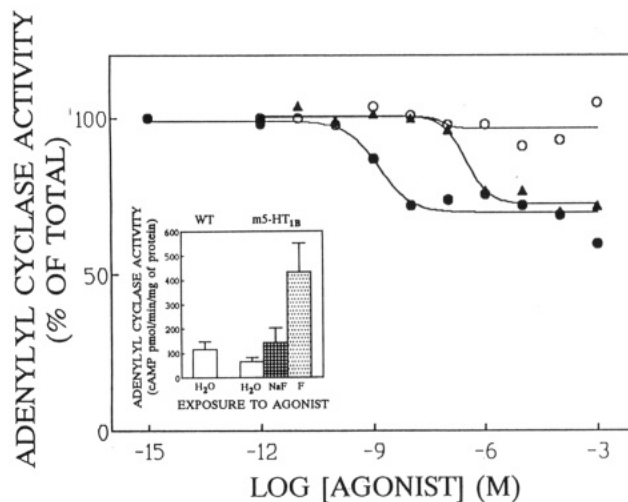 ADENYLYL CYCLASE ACTIVITY
(% OF TOTAL)
100
50
0
WT m5-HT1B
ADENYLYL CYCLASE ACTIVITY
(cAMP pmol/min/mg of protein)
600
500
400
300
200
100
0
H2O H2O NaF F
EXPOSURE TO AGONIST
-15 -12 -9 -6 -3
LOG [AGONIST] (M)